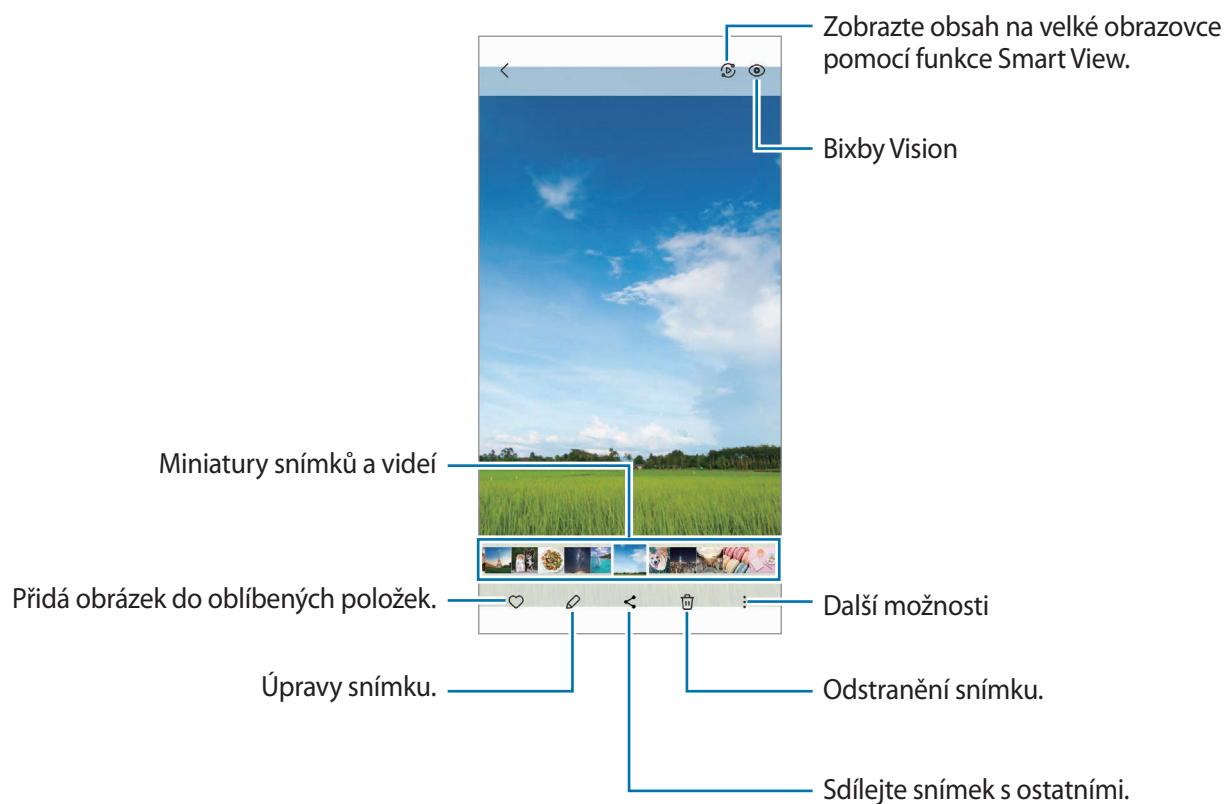 Zobrazte obsah na velké obrazovce
pomocí funkce Smart View.
Bixby Vision
Miniatury snímků a videí
Přidá obrázek do oblíbených položek.
Další možnosti
Úpravy snímku.
Odstranění snímku.
Sdílejte snímek s ostatními.